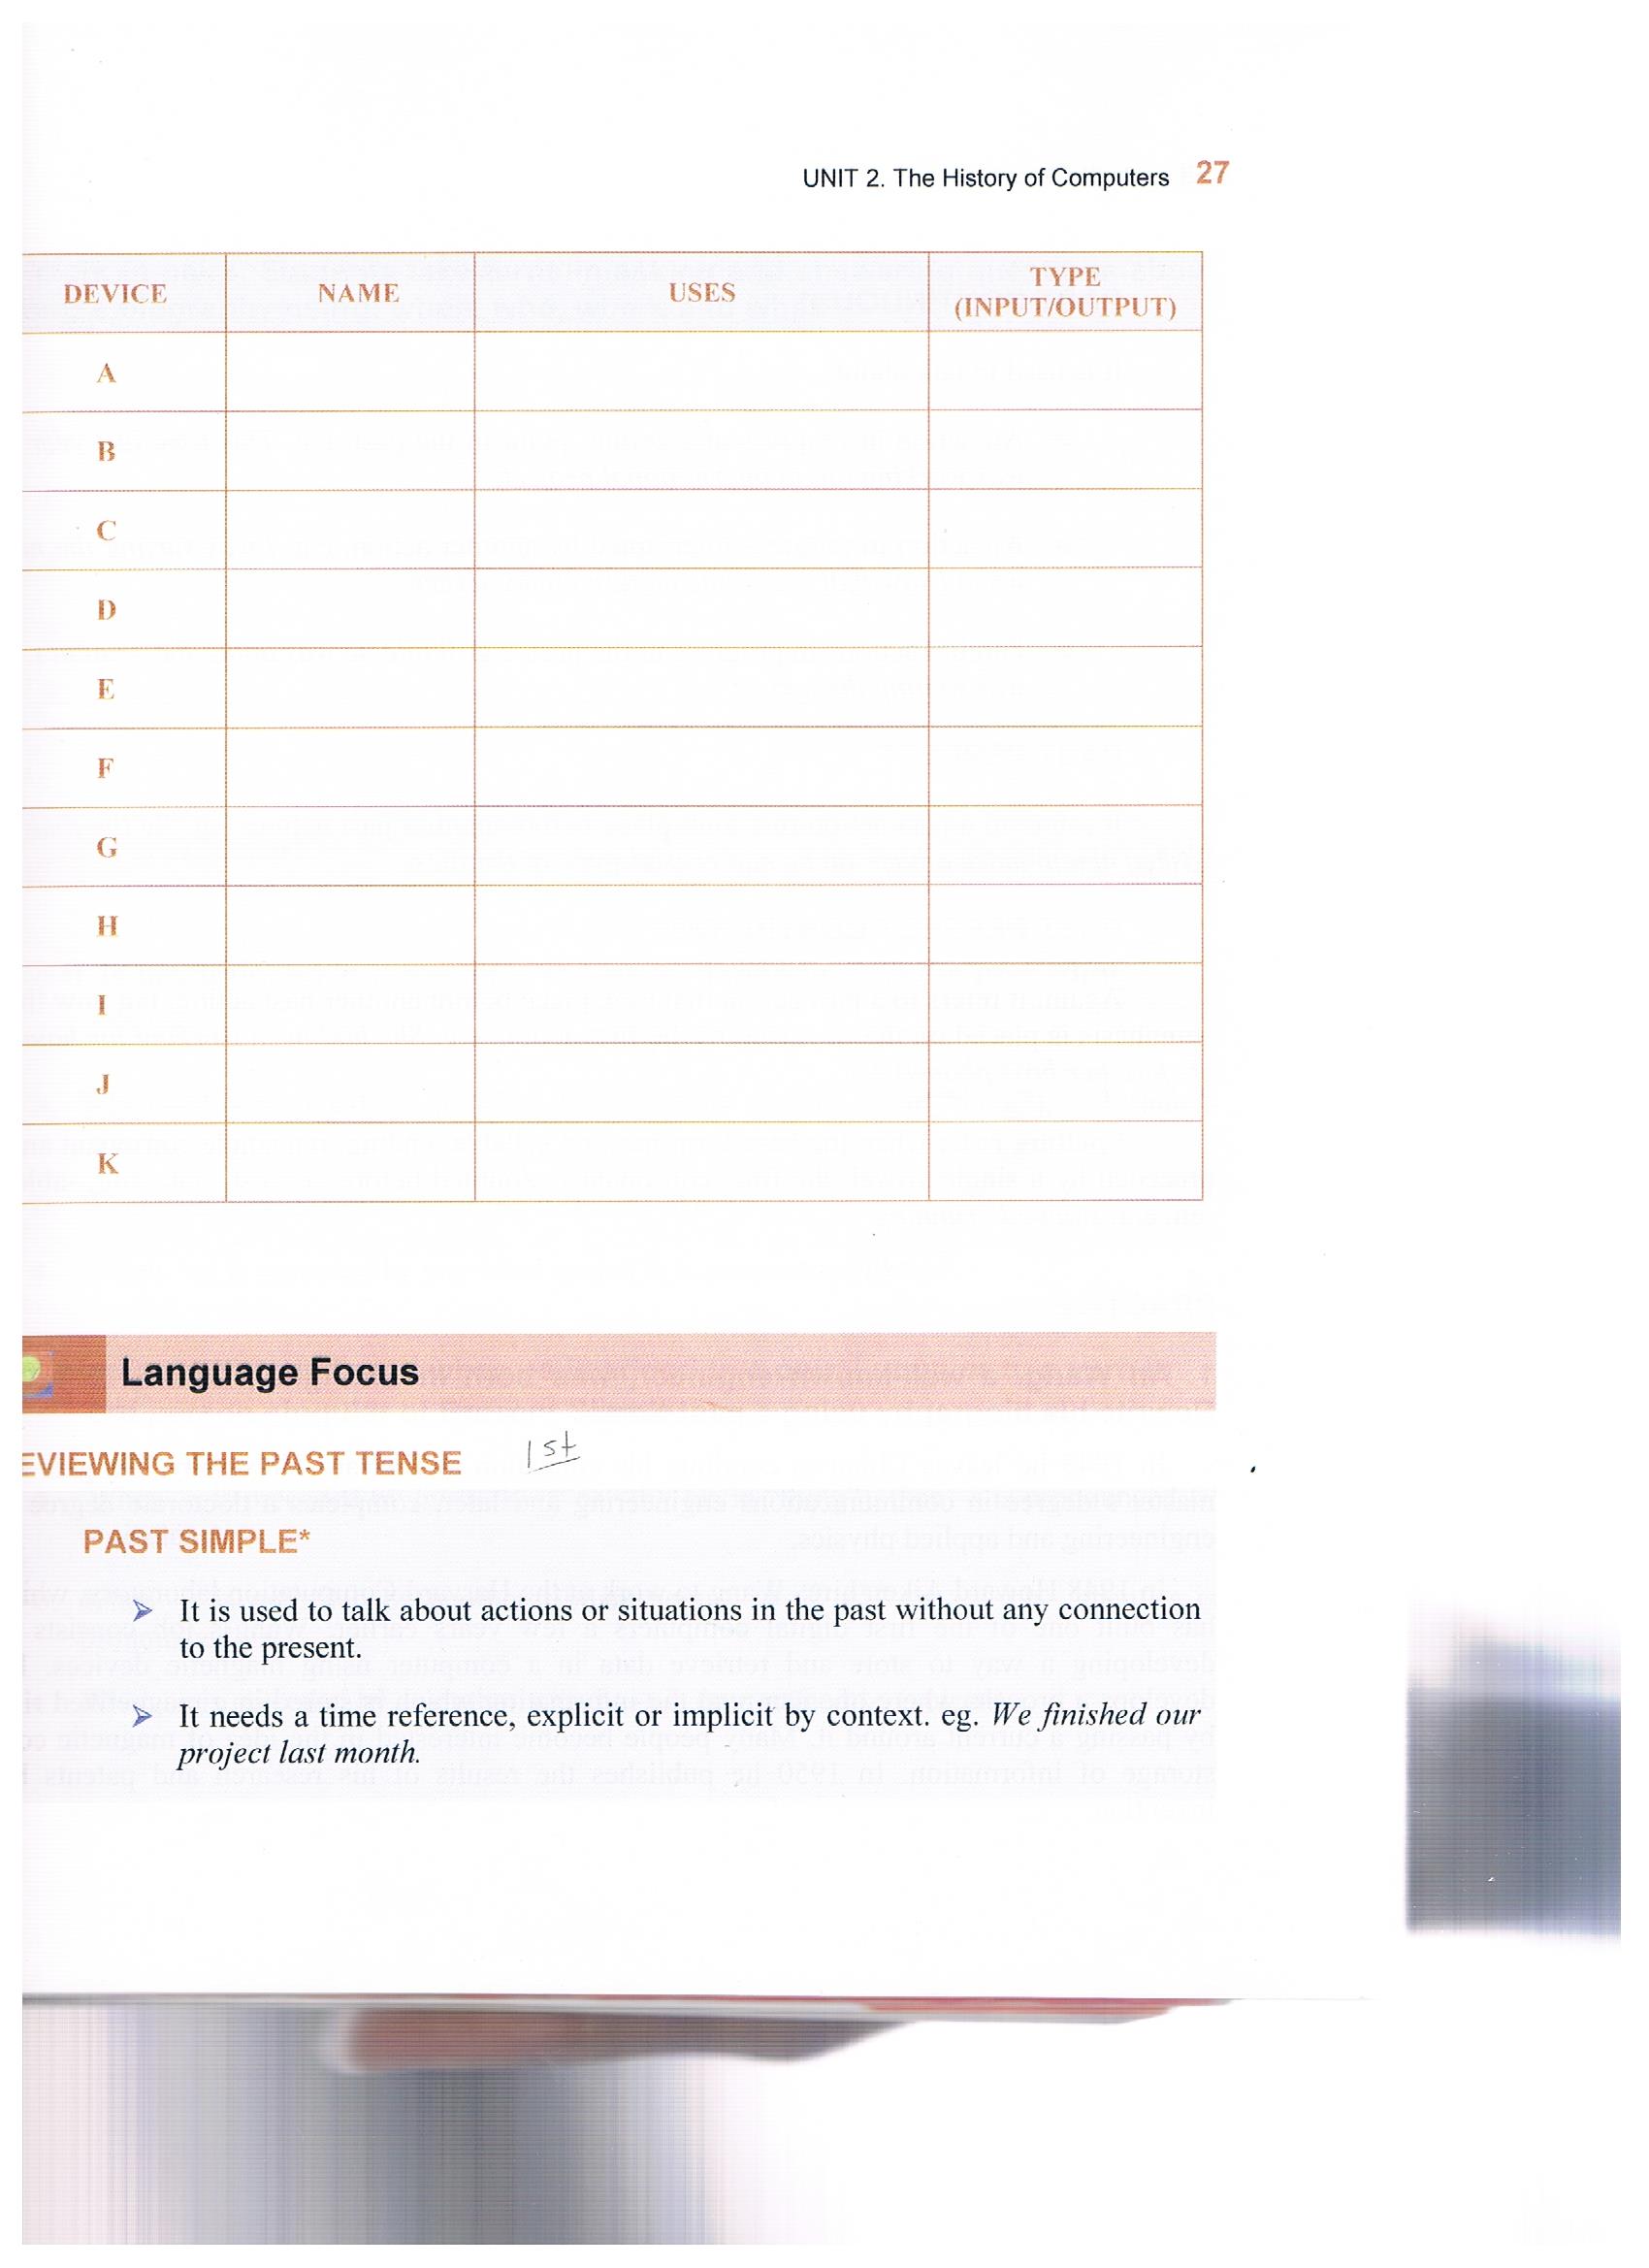 UNIT 2. The History of Computers 27
DEVICE NAME USES TYPE (INPUT/OUTPUT)
A
B
C
D
E
F
G
H
I
J
K
Language Focus
EVIEWING THE PAST TENSE 1st
PAST SIMPLE*
➢ It is used to talk about actions or situations in the past without any connection
to the present.
➢ It needs a time reference, explicit or implicit by context. eg. We finished our
project last month.